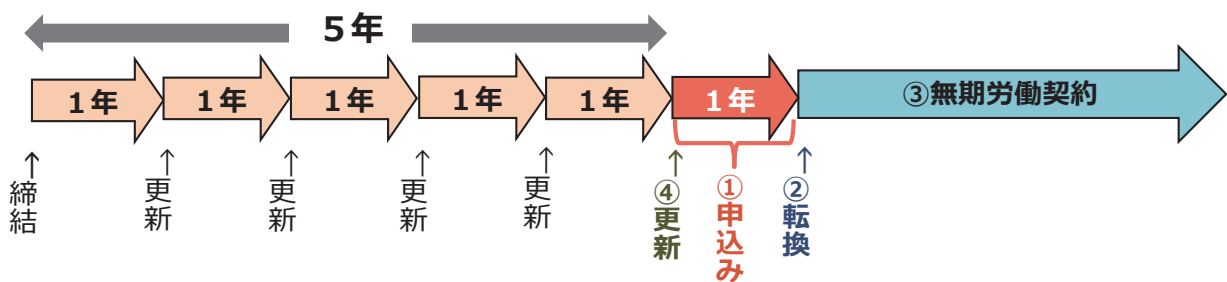 5年
1年
1年
1年
1年
1年
1年
③無期労働契約
↑締結
↑更新
↑更新
↑更新
↑更新
↑④更新
↑②転換
①申込み